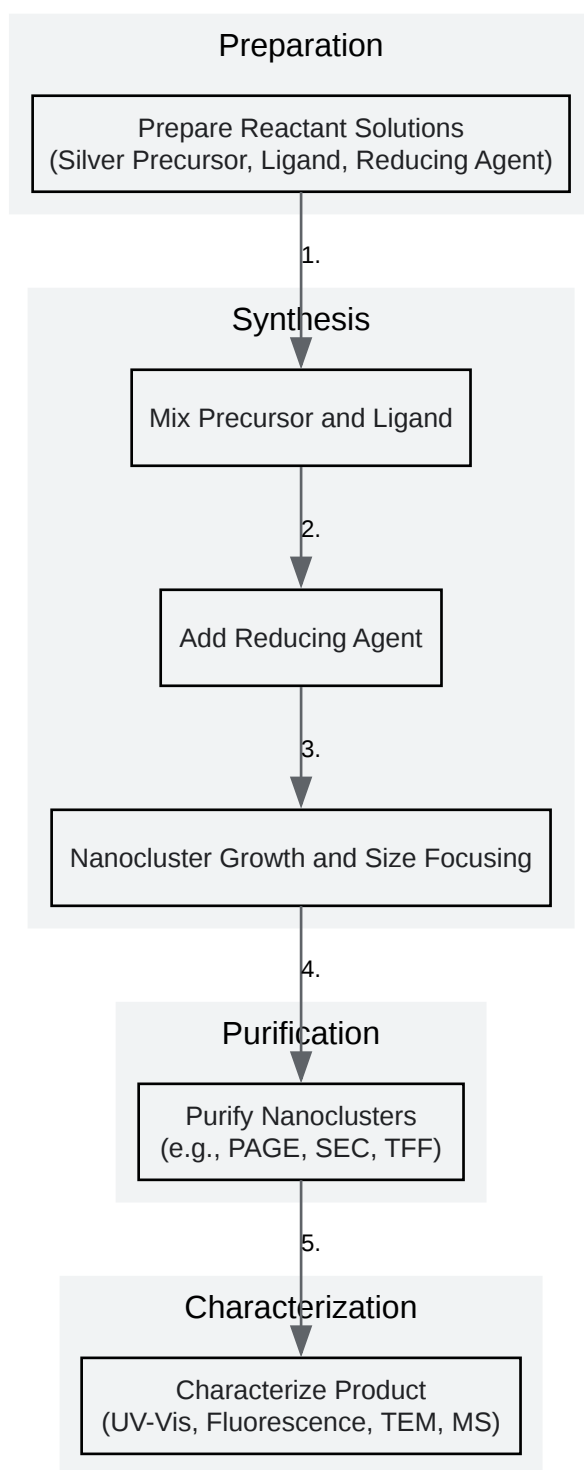 Preparation
Prepare Reactant Solutions
(Silver Precursor, Ligand, Reducing Agent)
1.
Synthesis
Mix Precursor and Ligand
2.
Add Reducing Agent
3.
Nanocluster Growth and Size Focusing
4.
Purification
Purify Nanoclusters
(e.g., PAGE, SEC, TFF)
5.
Characterization
Characterize Product
(UV-Vis, Fluorescence, TEM, MS)